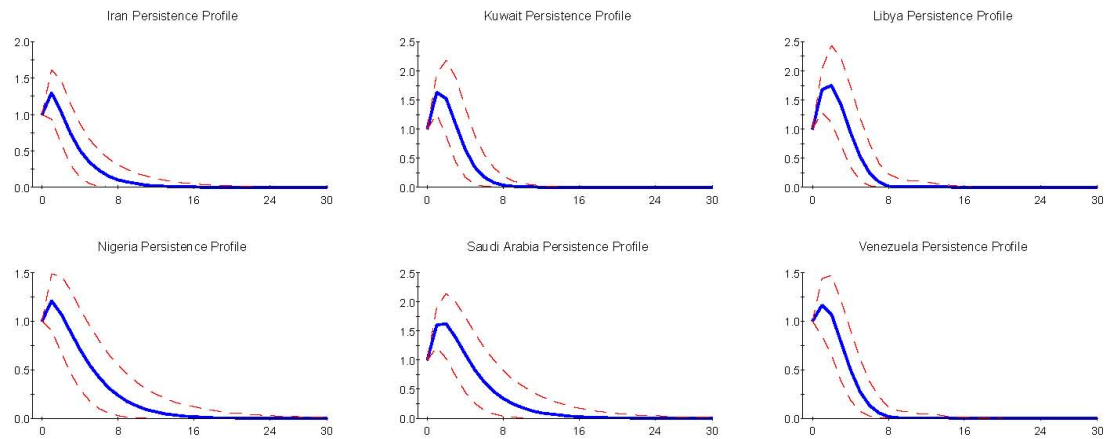 Iran Persistence Profile
2.0
1.5
1.0
0.5
0.0
0 8 16 24 30
Kuwait Persistence Profile
2.5
2.0
1.5
1.0
0.5
0.0
0 8 16 24 30
Libya Persistence Profile
2.5
2.0
1.5
1.0
0.5
0.0
0 8 16 24 30
Nigeria Persistence Profile
1.5
1.0
0.5
0.0
0 8 16 24 30
Saudi Arabia Persistence Profile
2.5
2.0
1.5
1.0
0.5
0.0
0 8 16 24 30
Venezuela Persistence Profile
1.5
1.0
0.5
0.0
0 8 16 24 30